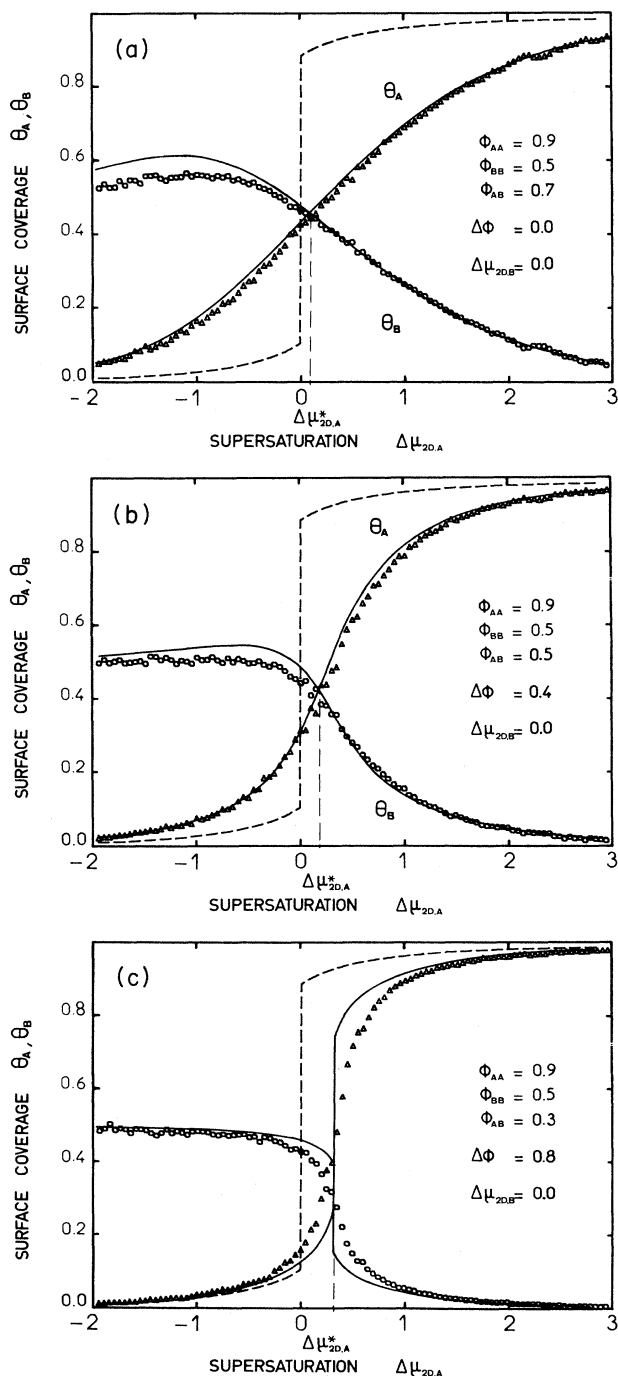 (a)
SURFACE COVERAGE θA, θB
0.8
0.6
0.4
0.2
0.0
θA
θB
ΦAA = 0.9
ΦBB = 0.5
ΦAB = 0.7
ΔΦ = 0.0
Δμ2D,B = 0.0
-2 -1 0 1 2 3
Δμ*2D,A
SUPERSATURATION Δμ2D,A
(b)
SURFACE COVERAGE θA, θB
0.8
0.6
0.4
0.2
0.0
θA
θB
ΦAA = 0.9
ΦBB = 0.5
ΦAB = 0.5
ΔΦ = 0.4
Δμ2D,B = 0.0
-2 -1 0 1 2 3
Δμ*2D,A
SUPERSATURATION Δμ2D,A
(c)
SURFACE COVERAGE θA, θB
0.8
0.6
0.4
0.2
0.0
ΦAA = 0.9
ΦBB = 0.5
ΦAB = 0.3
ΔΦ = 0.8
Δμ2D,B = 0.0
-2 -1 0 1 2 3
Δμ*2D,A
SUPERSATURATION Δμ2D,A